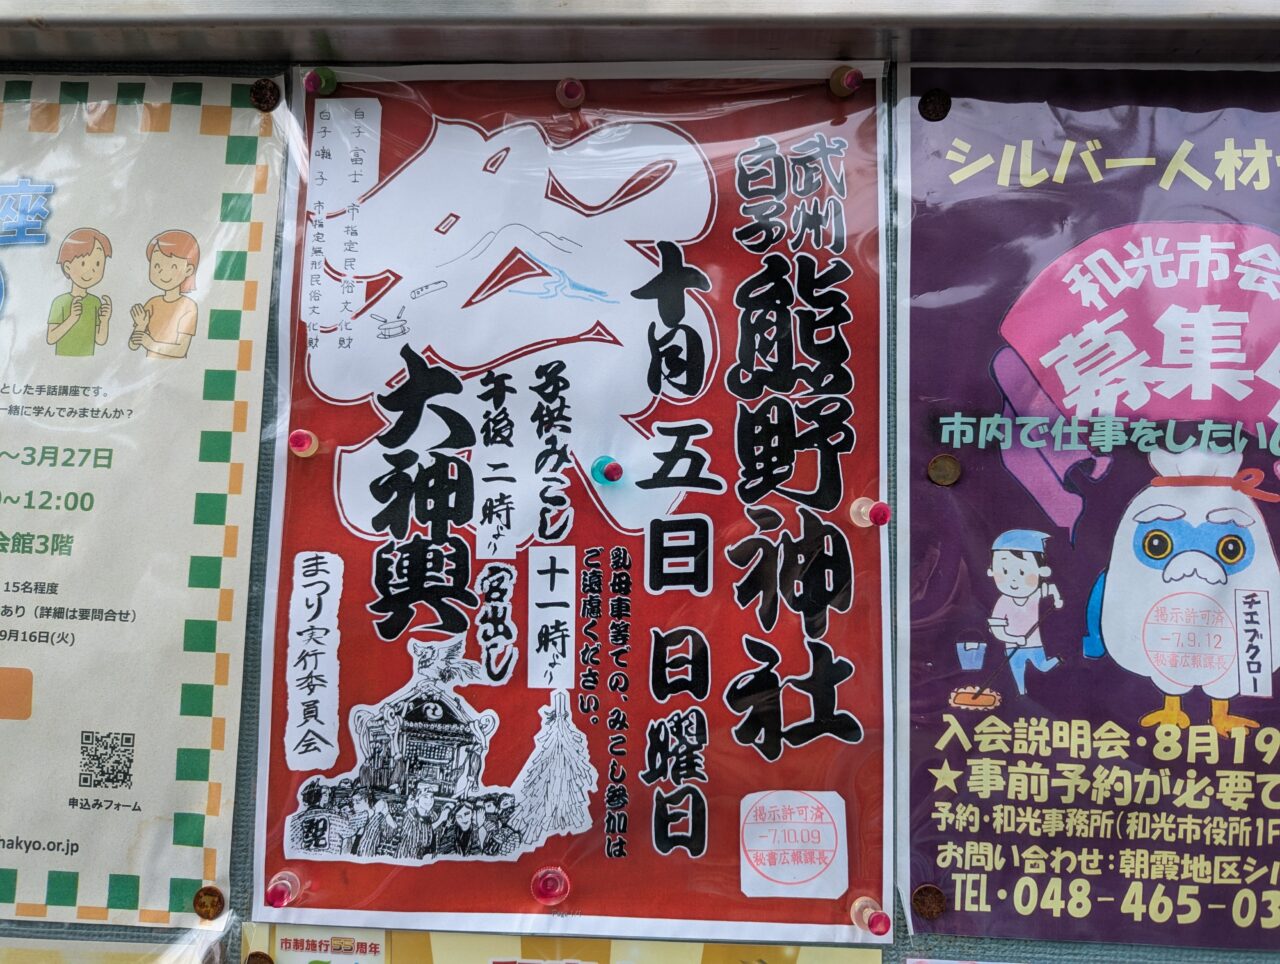 座
とした手話講座です。
一緒に学んでみませんか？
～3月27日
～12:00
会館3階
15名程度
あり（詳細は要問合せ）
9月16日(火)
申込みフォーム
hakyo.or.jp
武州
白子
熊野神社
十月五日日曜日
祭
白子富士 市指定民俗文化財
白子囃子 市指定無形民俗文化財
子供みこし 十一時より
乳母車等での、みこし参加は
ご遠慮ください。
午後二時より 宮出し
大神輿
まつり実行委員会
掲示許可済
-7.10.09
秘書広報課長
市制施行55周年
シルバー人材
和光市会
募集
市内で仕事をしたい
チエブクロー
掲示許可済
-7.9.12
秘書広報課長
入会説明会・8月19
★事前予約が必要で
予約・和光事務所(和光市役所1F
お問い合わせ：朝霞地区シル
TEL・048-465-03